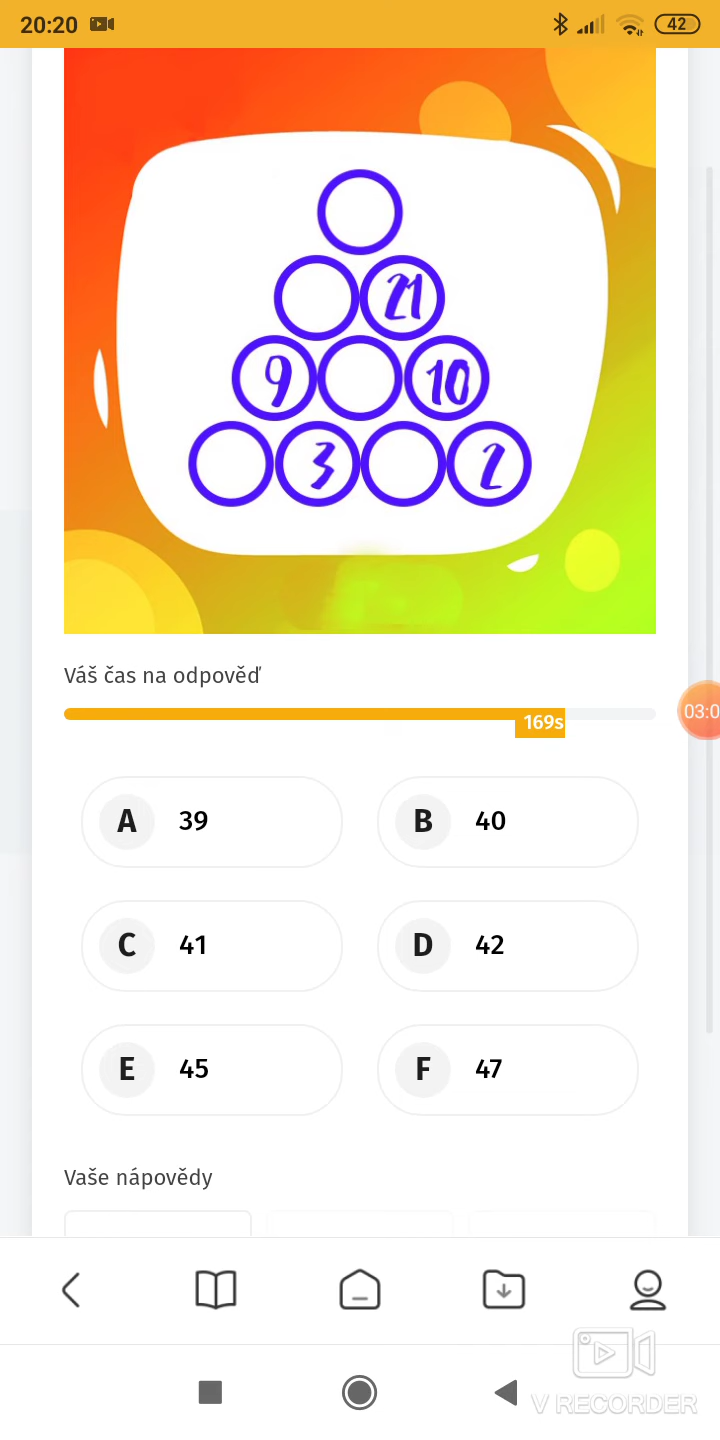 20:20
42
21
9 10
3 2
Váš čas na odpověď
169s
03:0
A 39
B 40
C 41
D 42
E 45
F 47
Vaše nápovědy
V RECORDER